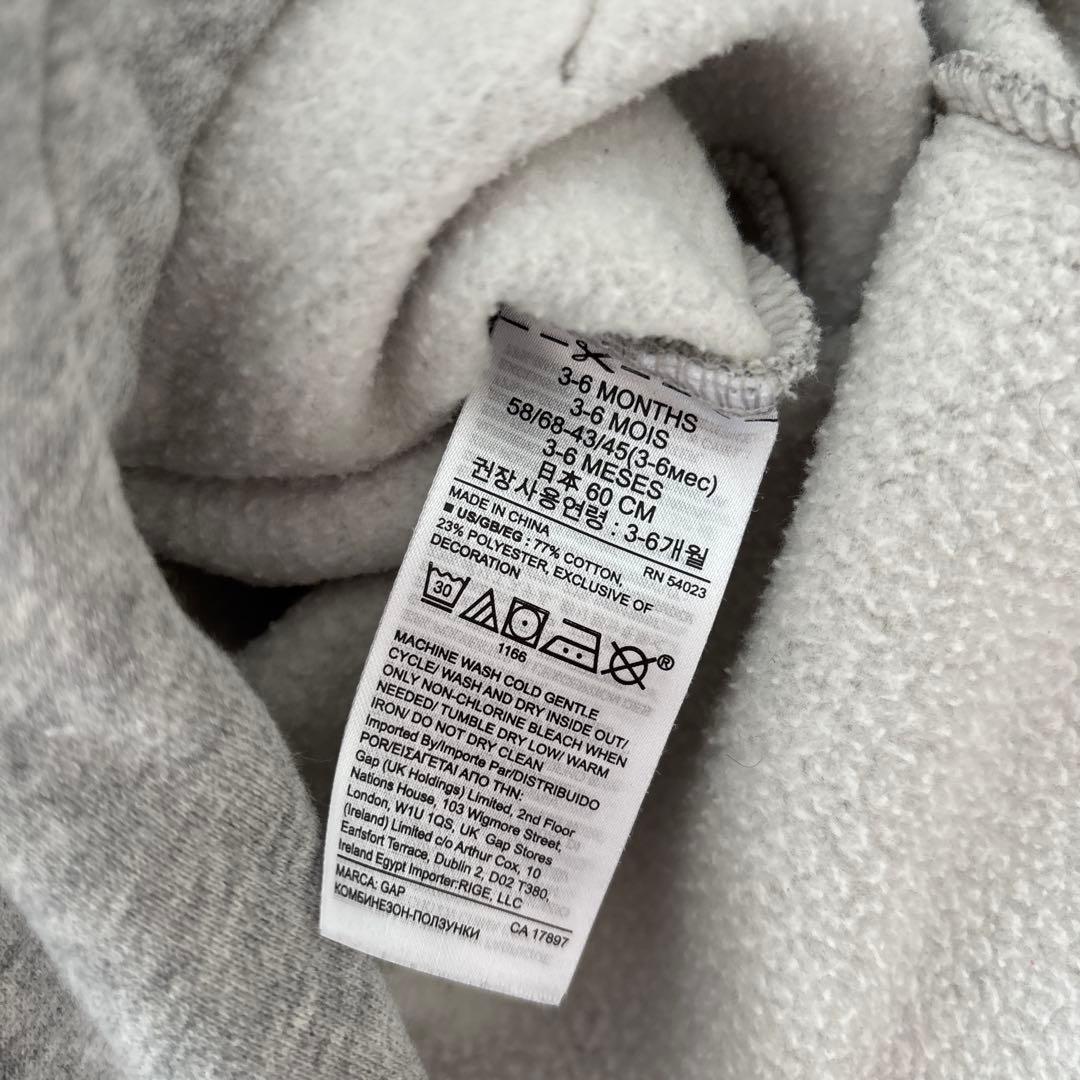 3-6 MONTHS
3-6 MOIS
58/68-43/45(3-6мес)
3-6 MESES
日本 60 CM
권장사용연령 : 3-6개월
MADE IN CHINA
RN 54023
■ US/GB/EG : 77% COTTON,
23% POLYESTER, EXCLUSIVE OF
DECORATION
30
1166
®
MACHINE WASH COLD GENTLE
CYCLE/ WASH AND DRY INSIDE OUT/
ONLY NON-CHLORINE BLEACH WHEN
NEEDED/ TUMBLE DRY LOW/ WARM
IRON/ DO NOT DRY CLEAN
Imported By/Importe Par/DISTRIBUIDO
POR/ΕΙΣΑΓΕΤΑΙ ΑΠΟ ΤΗΝ:
Gap (UK Holdings) Limited, 2nd Floor
Nations House, 103 Wigmore Street,
London, W1U 1QS, UK Gap Stores
(Ireland) Limited c/o Arthur Cox, 10
Earlsfort Terrace, Dublin 2, D02 T380,
Ireland Egypt Importer:RIGE, LLC
MARCA: GAP
CA 17897
КОМБИНЕЗОН-ПОЛЗУНКИ